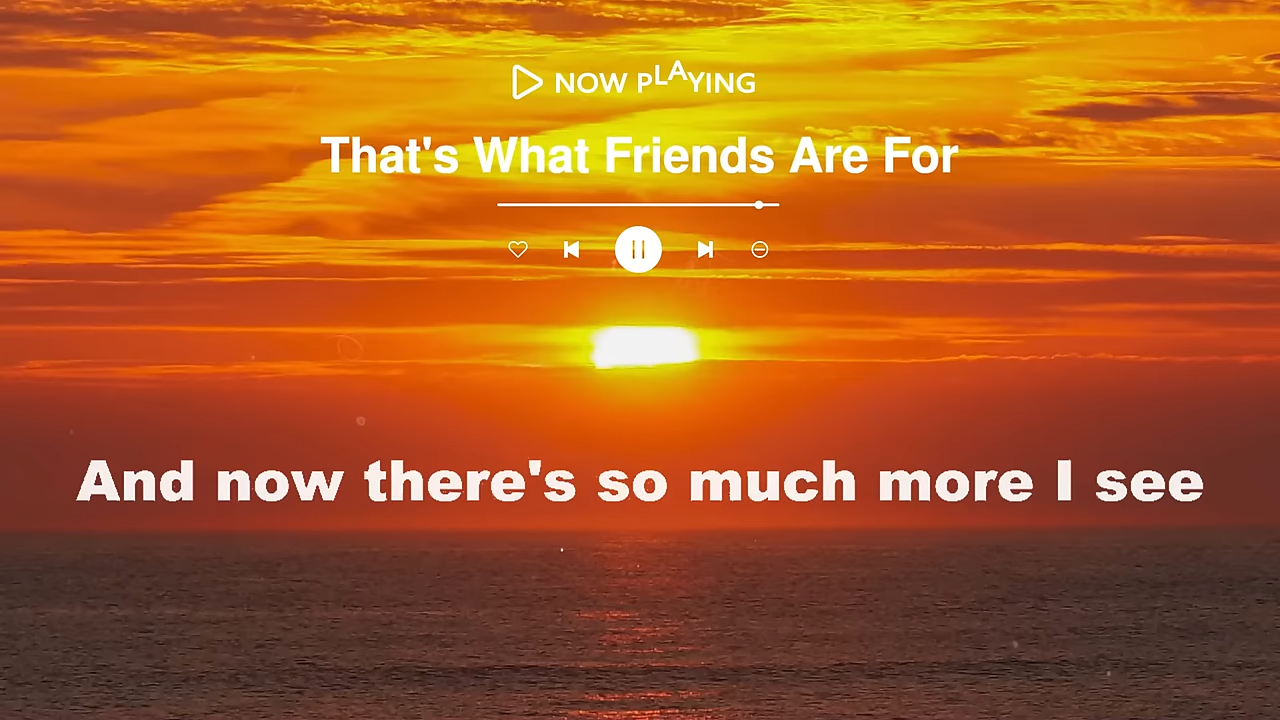 NOW PLAYING
That's What Friends Are For
And now there's so much more I see